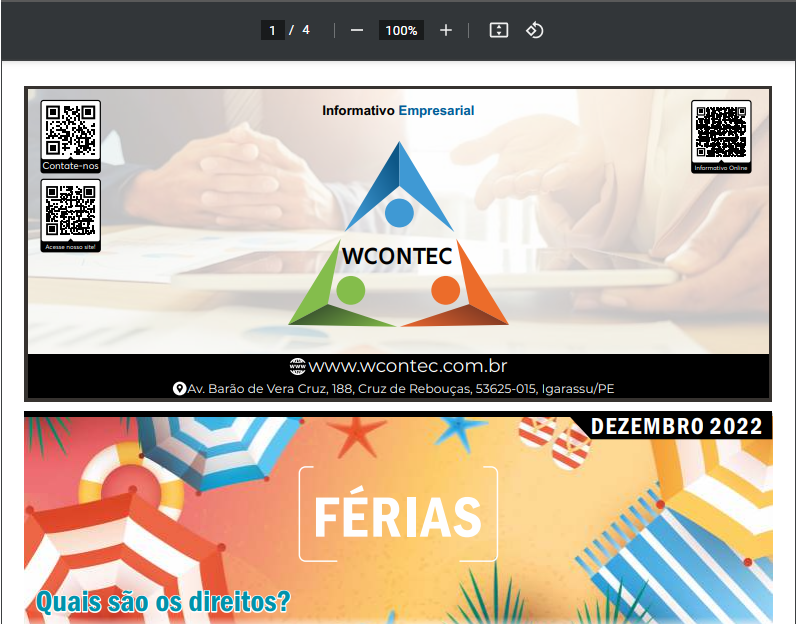 1 / 4
100%
Informativo Empresarial
Contate-nos
Acesse nosso site!
Informativo Online
WCONTEC
www
www.wcontec.com.br
Av. Barão de Vera Cruz, 188, Cruz de Rebouças, 53625-015, Igarassu/PE
DEZEMBRO 2022
FÉRIAS
Quais são os direitos?